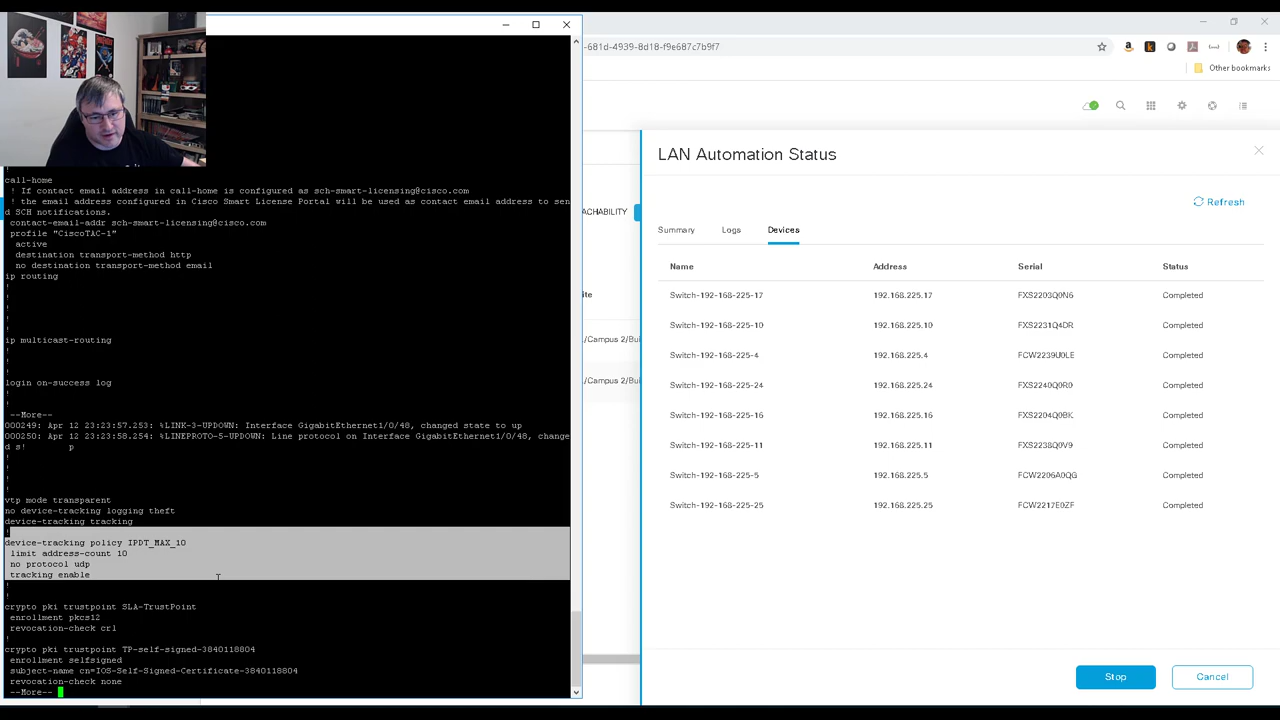 call-home
! If contact email address in call-home is configured as sch-smart-licensing@cisco.com
! the email address configured in Cisco Smart License Portal will be used as contact email address to sen
d SCH notifications.
contact-email-addr sch-smart-licensing@cisco.com
profile "CiscoTAC-1"
active
destination transport-method http
no destination transport-method email
ip routing
!
!
!
!
!
ip multicast-routing
!
!
!
login on-success log
!
!
--More--
000249: Apr 12 23:23:57.253: %LINK-3-UPDOWN: Interface GigabitEthernet1/0/48, changed state to up
000250: Apr 12 23:23:58.254: %LINEPROTO-5-UPDOWN: Line protocol on Interface GigabitEthernet1/0/48, change
d s! p
!
!
!
!
vtp mode transparent
no device-tracking logging theft
device-tracking tracking
!
device-tracking policy IPDT_MAX_10
limit address-count 10
no protocol udp
tracking enable
!
!
crypto pki trustpoint SLA-TrustPoint
enrollment pkcs12
revocation-check crl
!
crypto pki trustpoint TP-self-signed-3840118804
enrollment selfsigned
subject-name cn=IOS-Self-Signed-Certificate-3840118804
revocation-check none
--More--
-681d-4939-8d18-f9e687c7b9f7
Other bookmarks
ACHABILITY
ite
/Campus 2/Bui
/Campus 2/Bui
LAN Automation Status
Refresh
Summary Logs Devices
Name Address Serial Status
Switch-192-168-225-17 192.168.225.17 FXS2203Q0N6 Completed
Switch-192-168-225-10 192.168.225.10 FXS2231Q4DR Completed
Switch-192-168-225-4 192.168.225.4 FCW2239U0LE Completed
Switch-192-168-225-24 192.168.225.24 FXS2240Q0R0 Completed
Switch-192-168-225-16 192.168.225.16 FXS2204Q0BK Completed
Switch-192-168-225-11 192.168.225.11 FXS2238Q0V9 Completed
Switch-192-168-225-5 192.168.225.5 FCW2206A0QG Completed
Switch-192-168-225-25 192.168.225.25 FCW2217E0ZF Completed
Stop Cancel